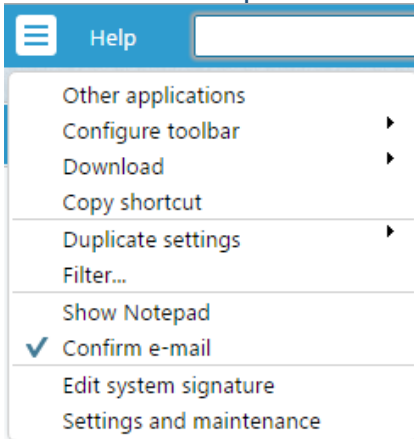 Help
Other applications
Configure toolbar
Download
Copy shortcut
Duplicate settings
Filter...
Show Notepad
Confirm e-mail
Edit system signature
Settings and maintenance